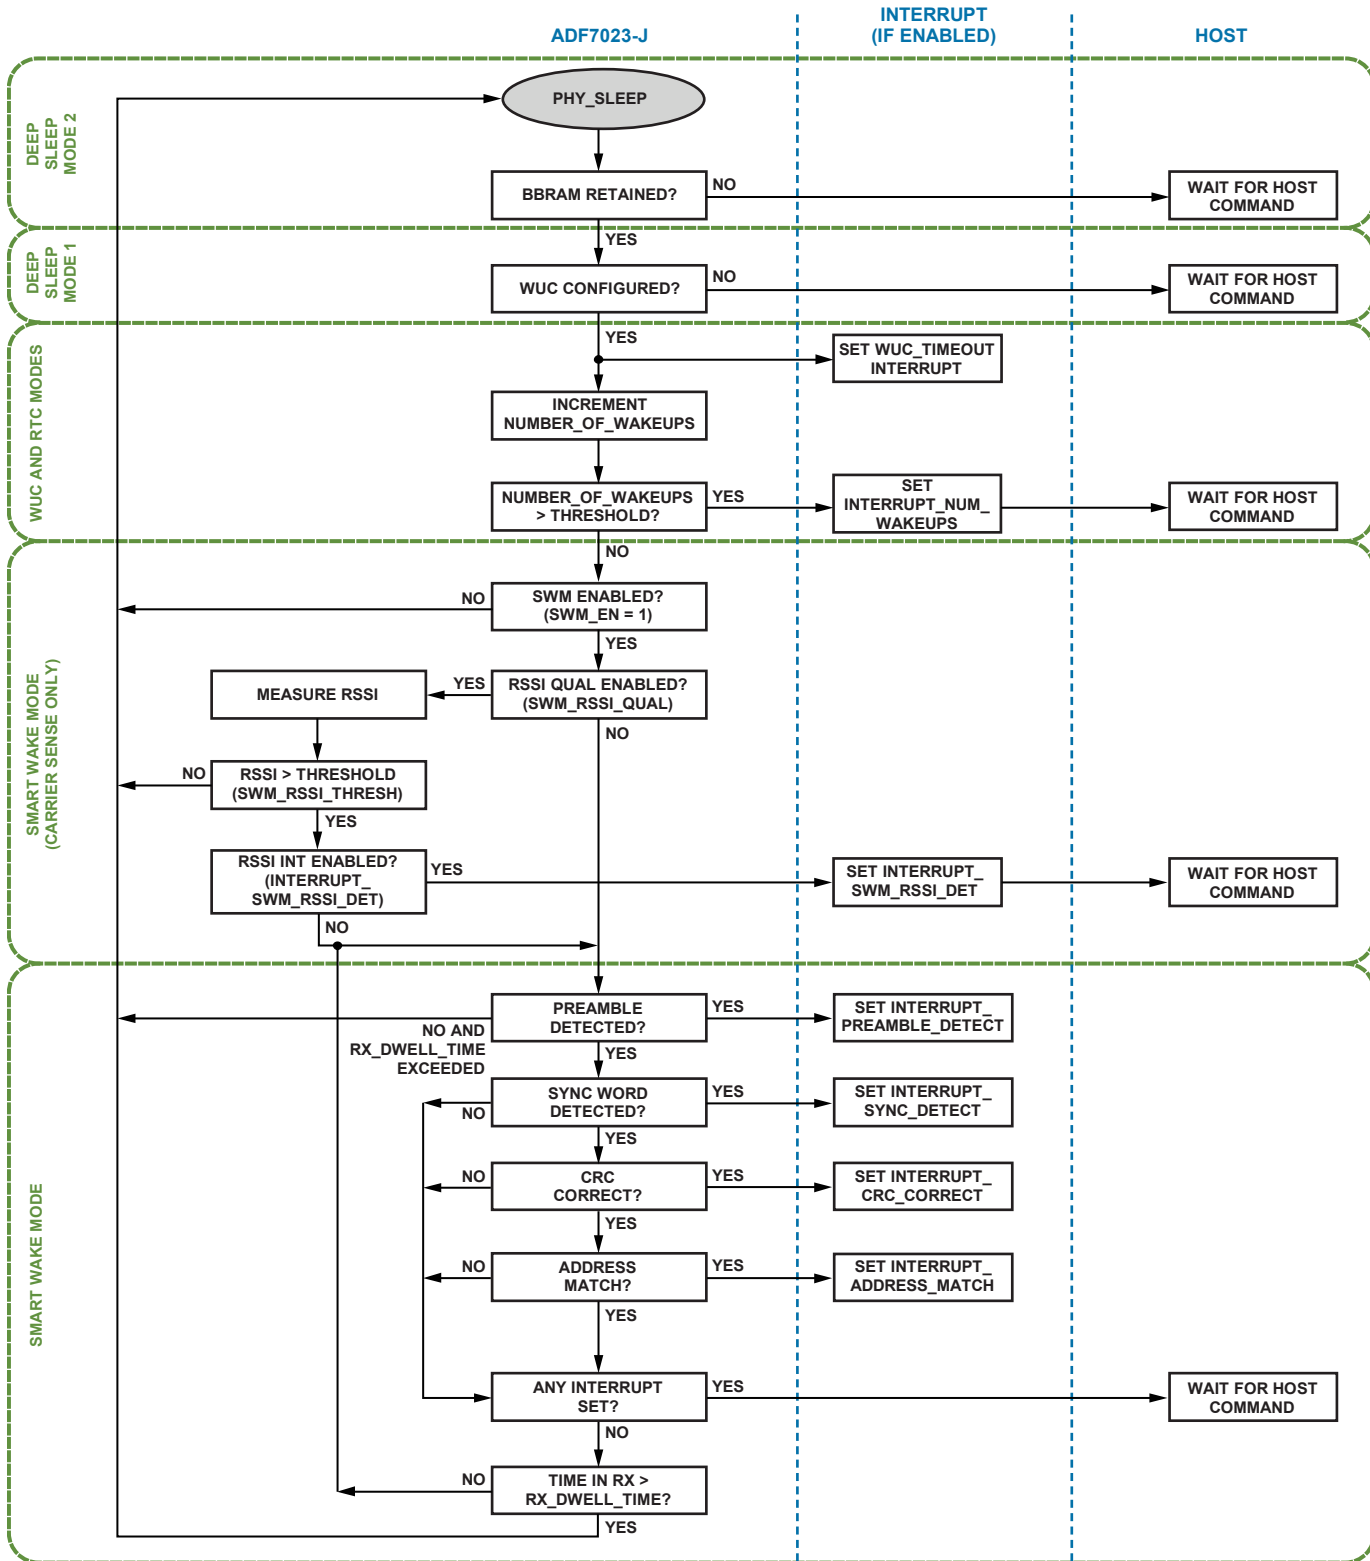 ADF7023-J
INTERRUPT
(IF ENABLED)
HOST
DEEP
SLEEP
MODE 2
PHY_SLEEP
BBRAM RETAINED?
NO
WAIT FOR HOST
COMMAND
YES
DEEP
SLEEP
MODE 1
WUC CONFIGURED?
NO
WAIT FOR HOST
COMMAND
YES
WUC AND RTC MODES
SET WUC_TIMEOUT
INTERRUPT
INCREMENT
NUMBER_OF_WAKEUPS
NUMBER_OF_WAKEUPS
> THRESHOLD?
YES
SET
INTERRUPT_NUM_
WAKEUPS
WAIT FOR HOST
COMMAND
NO
SMART WAKE MODE
(CARRIER SENSE ONLY)
NO
SWM ENABLED?
(SWM_EN = 1)
YES
MEASURE RSSI
YES
RSSI QUAL ENABLED?
(SWM_RSSI_QUAL)
NO
NO
RSSI > THRESHOLD
(SWM_RSSI_THRESH)
YES
RSSI INT ENABLED?
(INTERRUPT_
SWM_RSSI_DET)
YES
SET INTERRUPT_
SWM_RSSI_DET
WAIT FOR HOST
COMMAND
NO
SMART WAKE MODE
PREAMBLE
DETECTED?
YES
SET INTERRUPT_
PREAMBLE_DETECT
NO AND
RX_DWELL_TIME
EXCEEDED
YES
NO
SYNC WORD
DETECTED?
YES
SET INTERRUPT_
SYNC_DETECT
YES
NO
CRC
CORRECT?
YES
SET INTERRUPT_
CRC_CORRECT
YES
NO
ADDRESS
MATCH?
YES
SET INTERRUPT_
ADDRESS_MATCH
YES
ANY INTERRUPT
SET?
YES
WAIT FOR HOST
COMMAND
NO
NO
TIME IN RX >
RX_DWELL_TIME?
YES